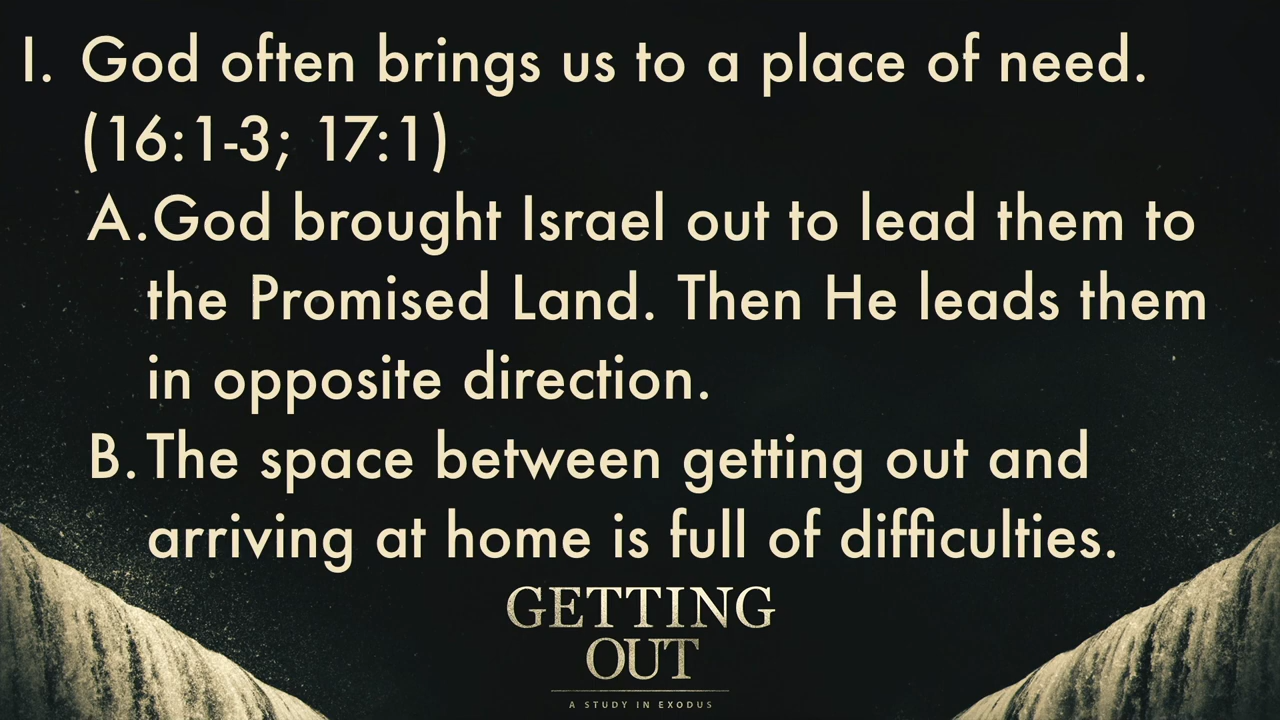 I. God often brings us to a place of need.
(16:1-3; 17:1)
A.God brought Israel out to lead them to
the Promised Land. Then He leads them
in opposite direction.
B.The space between getting out and
arriving at home is full of difficulties.
GETTING
OUT
A STUDY IN EXODUS